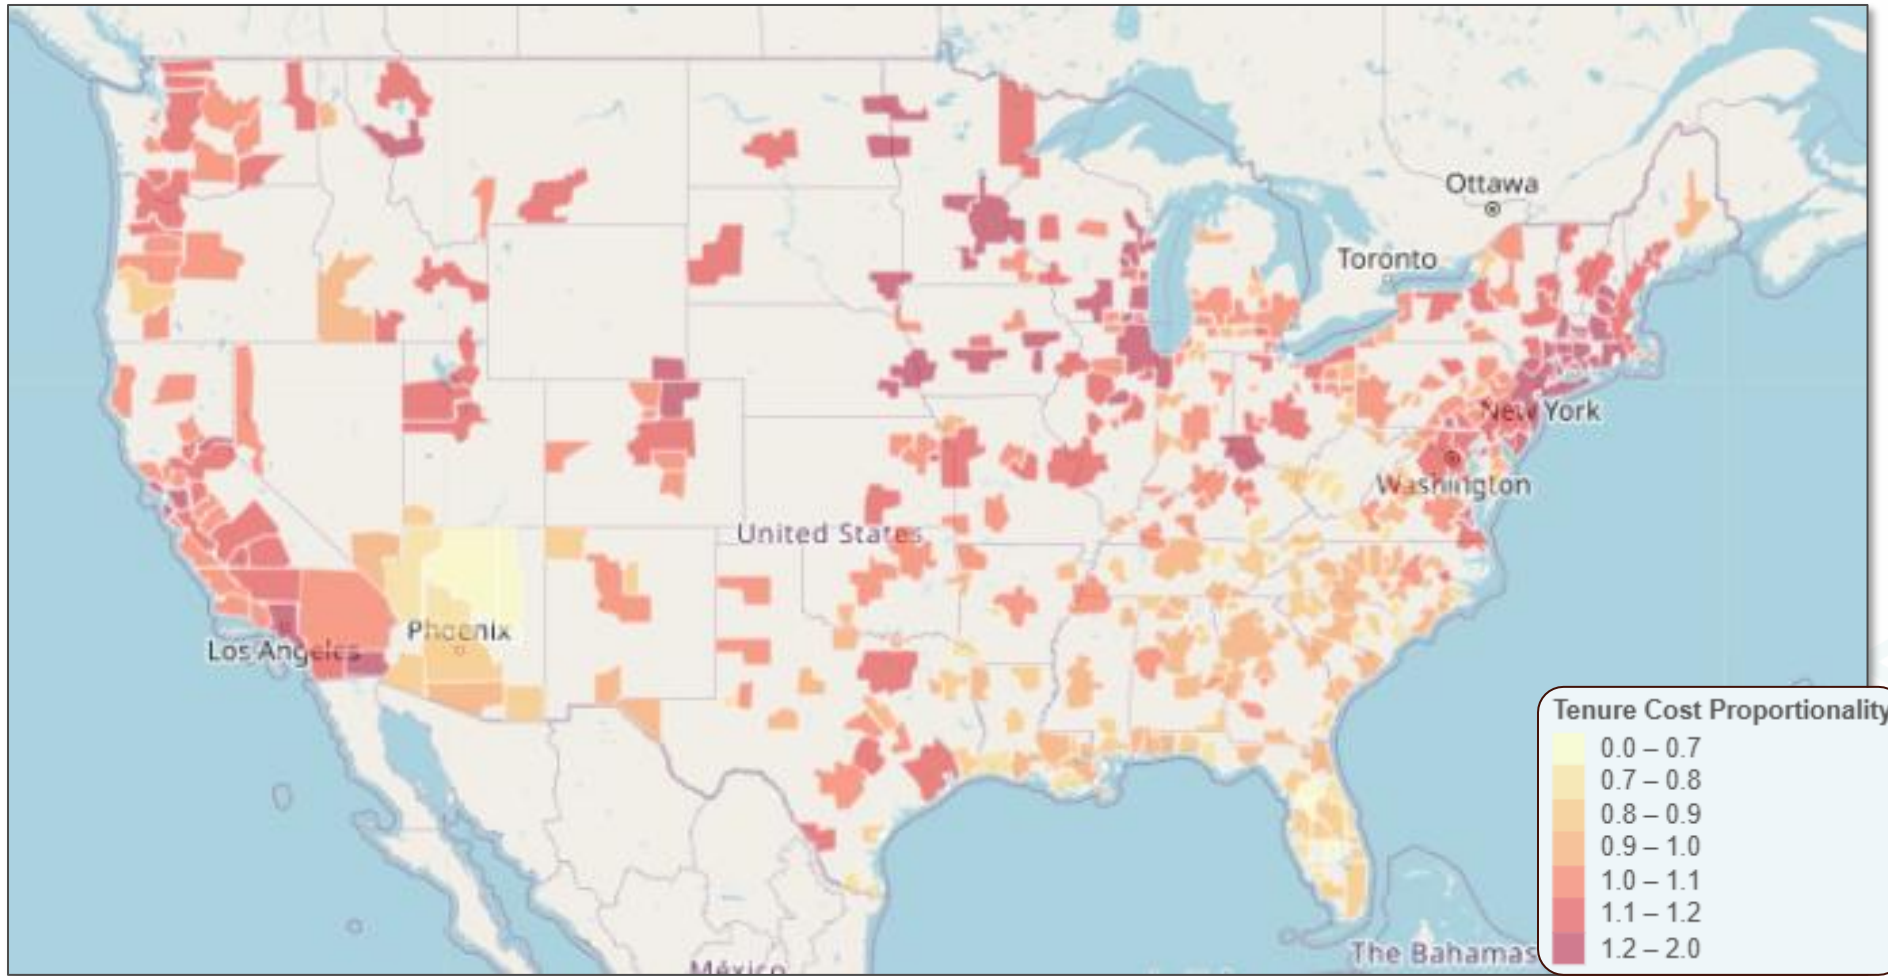 Ottawa
Toronto
New York
Washington
United States
Phoenix
Los Angeles
México
The Bahamas
Tenure Cost Proportionality
0.0 – 0.7
0.7 – 0.8
0.8 – 0.9
0.9 – 1.0
1.0 – 1.1
1.1 – 1.2
1.2 – 2.0